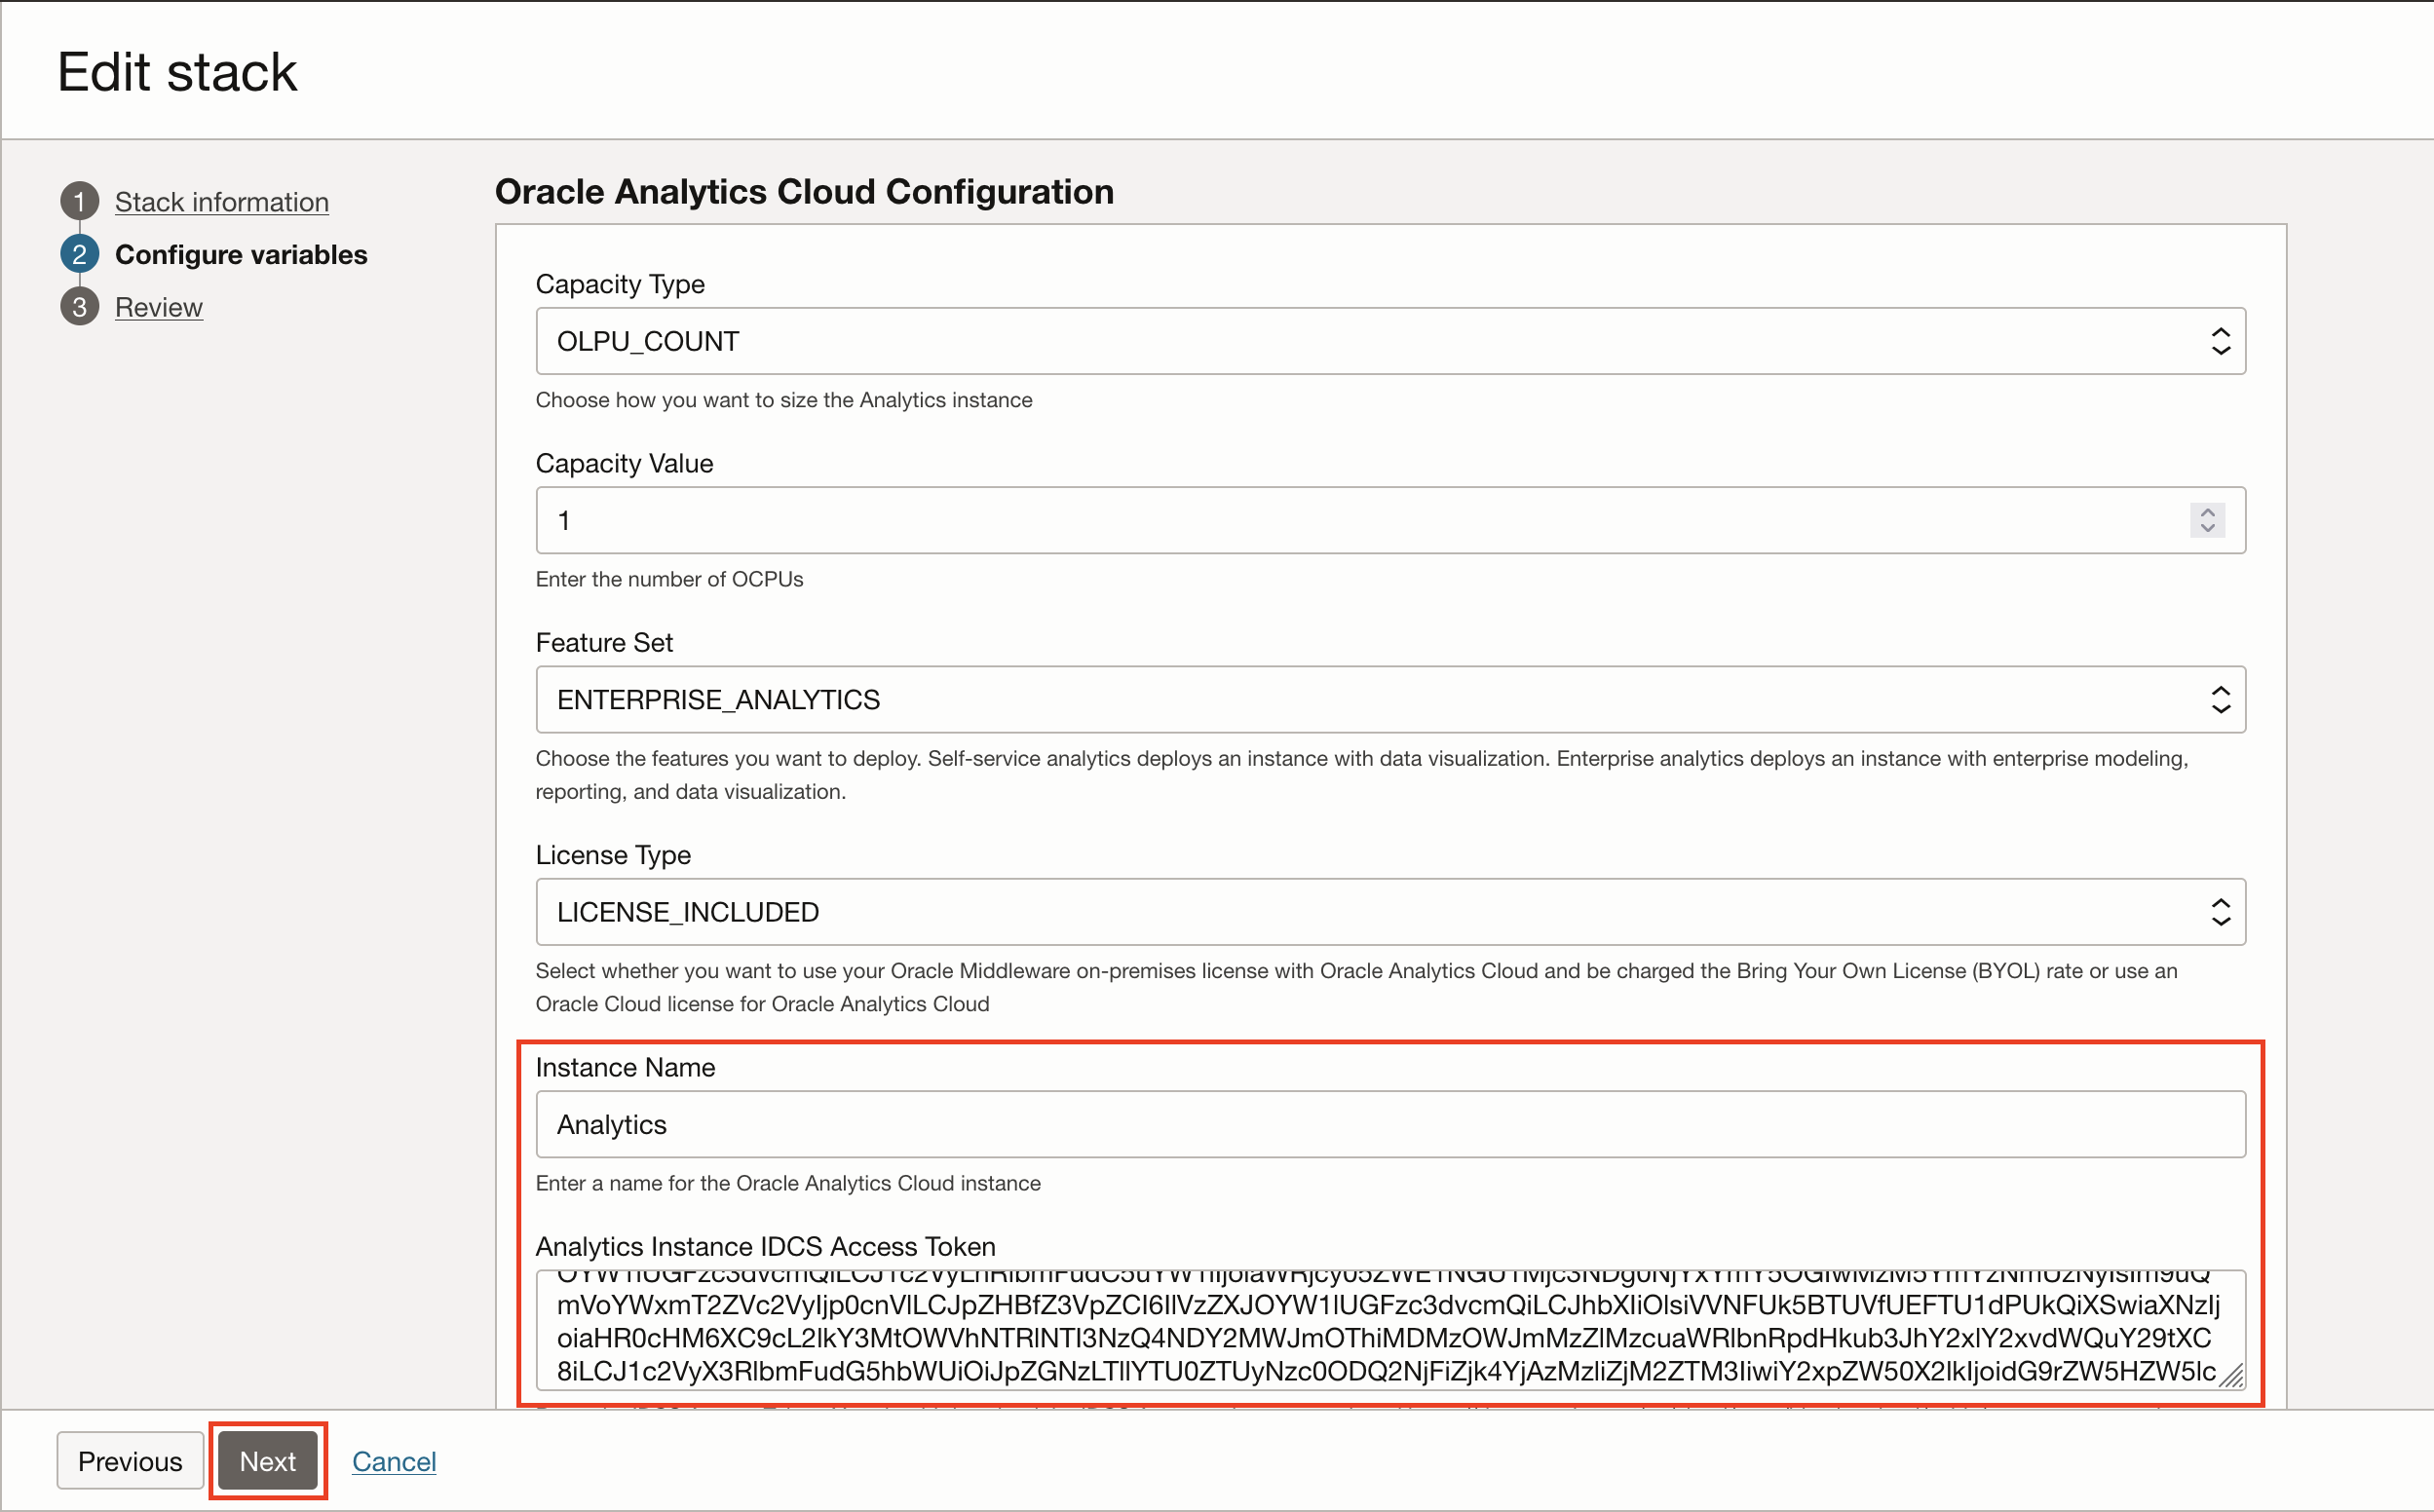 Edit stack
1 Stack information
2 Configure variables
3 Review
Oracle Analytics Cloud Configuration
Capacity Type
OLPU_COUNT
Choose how you want to size the Analytics instance
Capacity Value
1
Enter the number of OCPUs
Feature Set
ENTERPRISE_ANALYTICS
Choose the features you want to deploy. Self-service analytics deploys an instance with data visualization. Enterprise analytics deploys an instance with enterprise modeling,
reporting, and data visualization.
License Type
LICENSE_INCLUDED
Select whether you want to use your Oracle Middleware on-premises license with Oracle Analytics Cloud and be charged the Bring Your Own License (BYOL) rate or use an
Oracle Cloud license for Oracle Analytics Cloud
Instance Name
Analytics
Enter a name for the Oracle Analytics Cloud instance
Analytics Instance IDCS Access Token
Previous
Next
Cancel